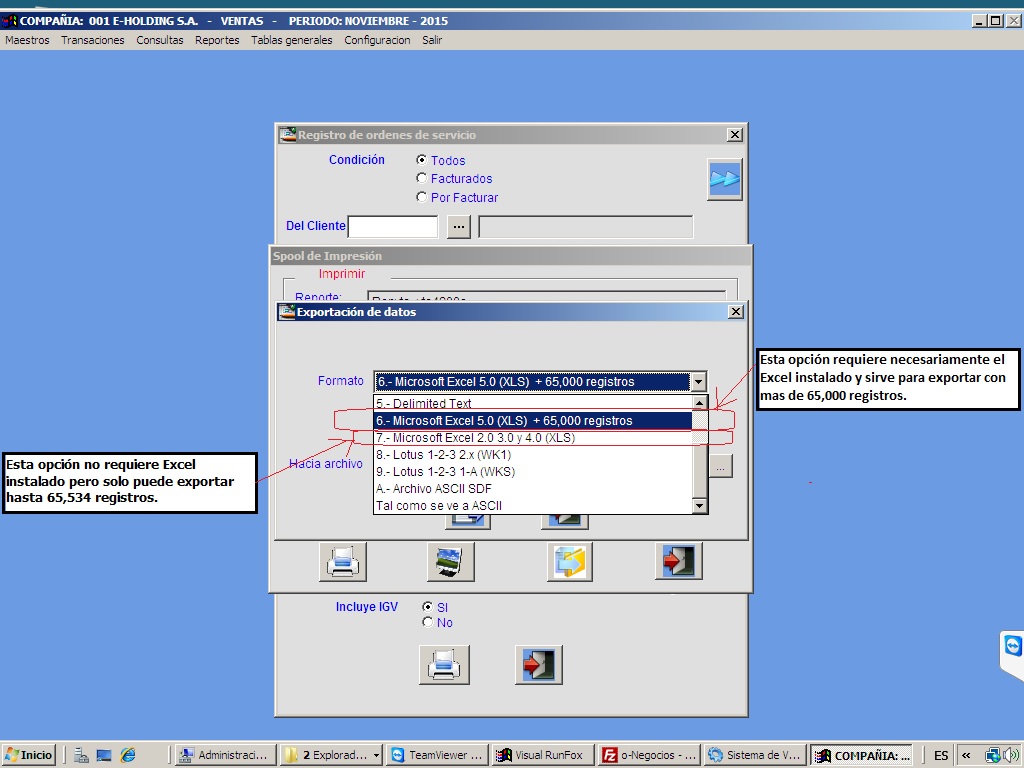 COMPAÑIA: 001 E-HOLDING S.A. - VENTAS - PERIODO: NOVIEMBRE - 2015
Maestros Transacciones Consultas Reportes Tablas generales Configuracion Salir
Registro de ordenes de servicio
Condición
Todos
Facturados
Por Facturar
Del Cliente
...
Spool de Impresión
Imprimir
Reporte:
Exportación de datos
Formato
6.- Microsoft Excel 5.0 (XLS) + 65,000 registros
5.- Delimited Text
6.- Microsoft Excel 5.0 (XLS) + 65,000 registros
7.- Microsoft Excel 2.0 3.0 y 4.0 (XLS)
8.- Lotus 1-2-3 2.x (WK1)
9.- Lotus 1-2-3 1-A (WKS)
A.- Archivo ASCII SDF
Tal como se ve a ASCII
Hacia archivo
...
Esta opción requiere necesariamente el
Excel instalado y sirve para exportar con
mas de 65,000 registros.
Esta opción no requiere Excel
instalado pero solo puede exportar
hasta 65,534 registros.
Incluye IGV
SI
No
Inicio
Administraci...
2 Explorad...
TeamViewer ...
Visual RunFox
o-Negocios - ...
Sistema de V...
COMPAÑIA: ...
ES